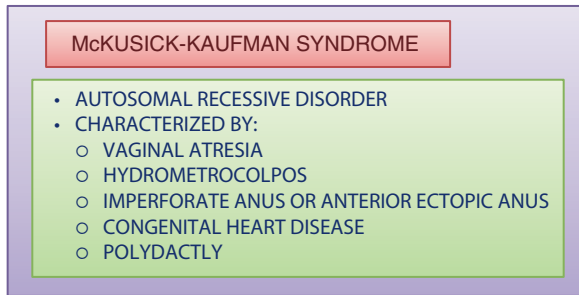 McKUSICK-KAUFMAN SYNDROME
• AUTOSOMAL RECESSIVE DISORDER
• CHARACTERIZED BY:
o VAGINAL ATRESIA
o HYDROMETROCOLPOS
o IMPERFORATE ANUS OR ANTERIOR ECTOPIC ANUS
o CONGENITAL HEART DISEASE
o POLYDACTLY